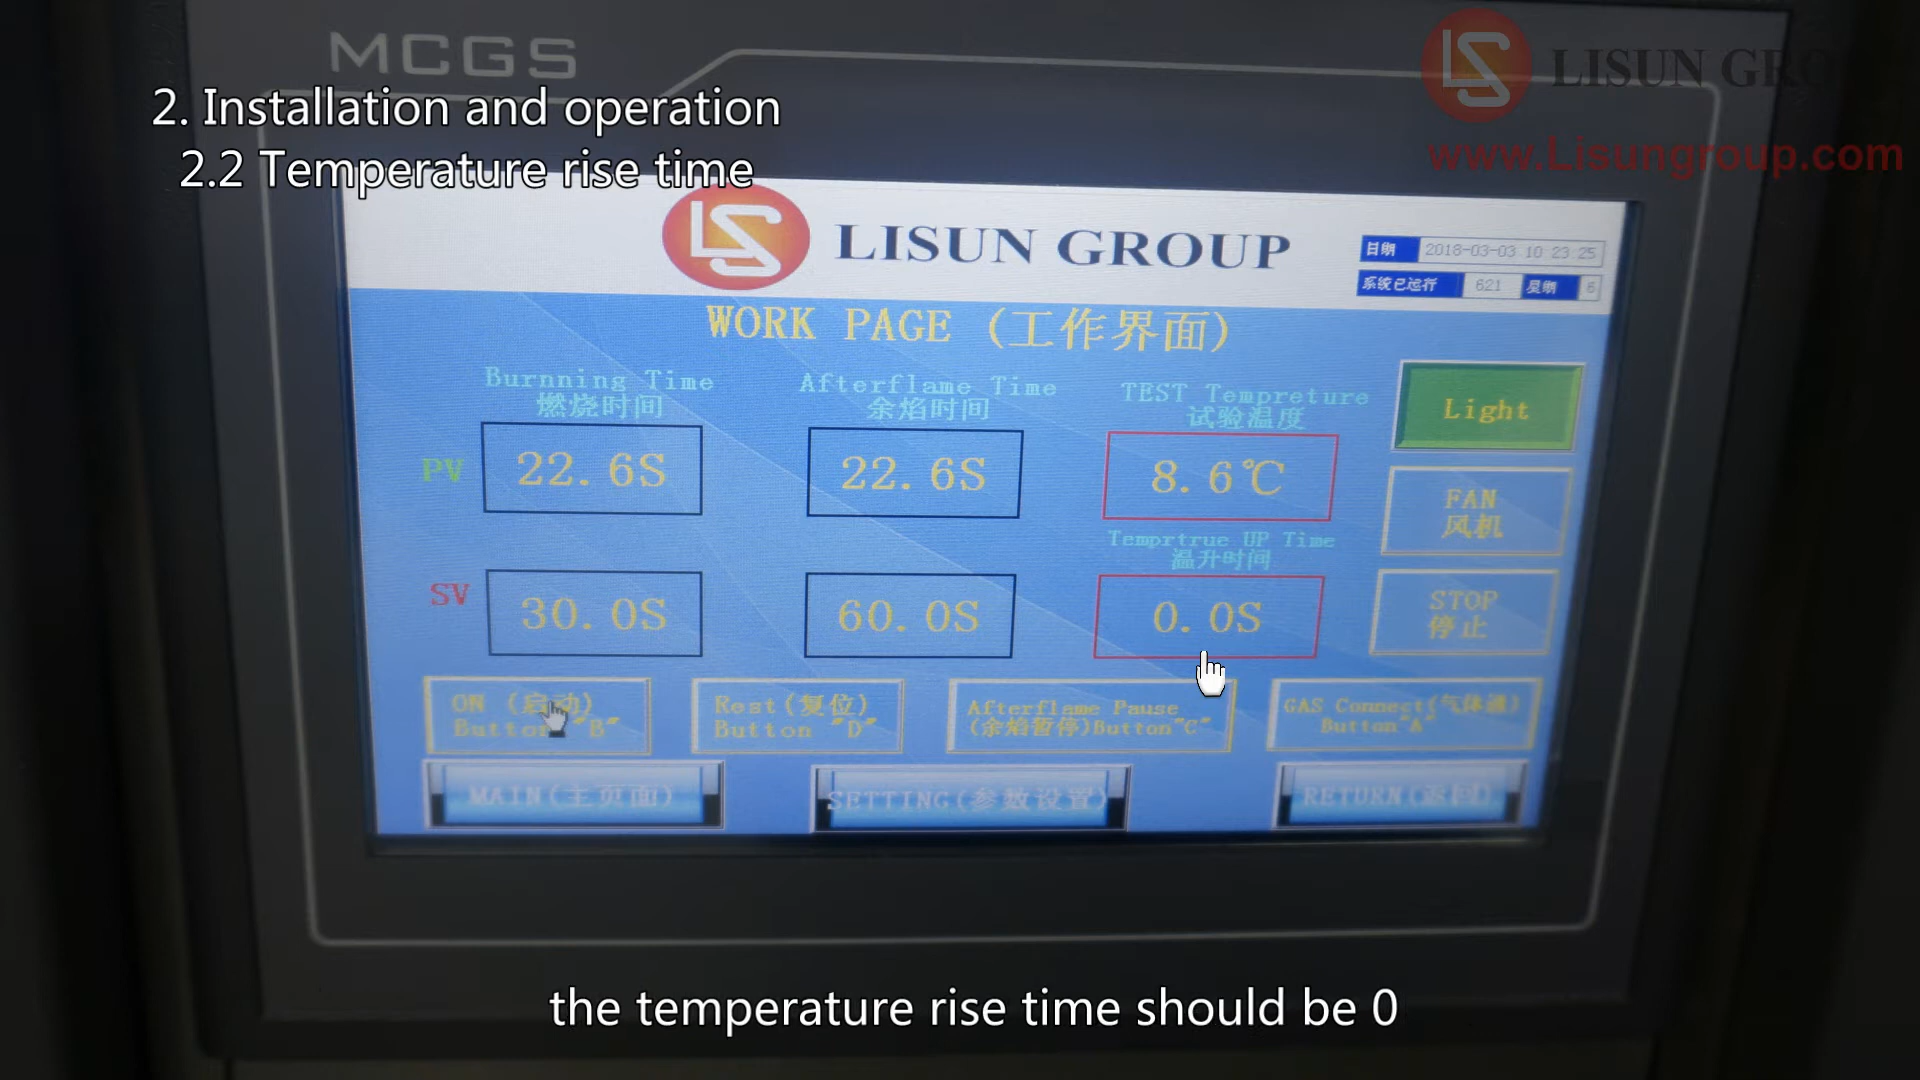 MCGS
LISUN GRO
www.Lisungroup.com
2. Installation and operation
2.2 Temperature rise time
LS LISUN GROUP
日期 2018-03-03 10 23:25
系统已运行 621 星期 6
WORK PAGE (工作界面)
Burnning Time
燃烧时间
Afterflame Time
余焰时间
TEST Tempreture
试验温度
Light
PV 22.6S 22.6S 8.6℃
FAN
风机
Temprtrue UP Time
温升时间
SV 30.0S 60.0S 0.0S
STOP
停止
ON (启动)
Button "B"
Rest(复位)
Button "D"
Afterflame Pause
(余焰暂停)Button"C"
GAS Connect(气体通)
Button"A"
MAIN(主页面) SETTING(参数设置) RETURN(返回)
the temperature rise time should be 0